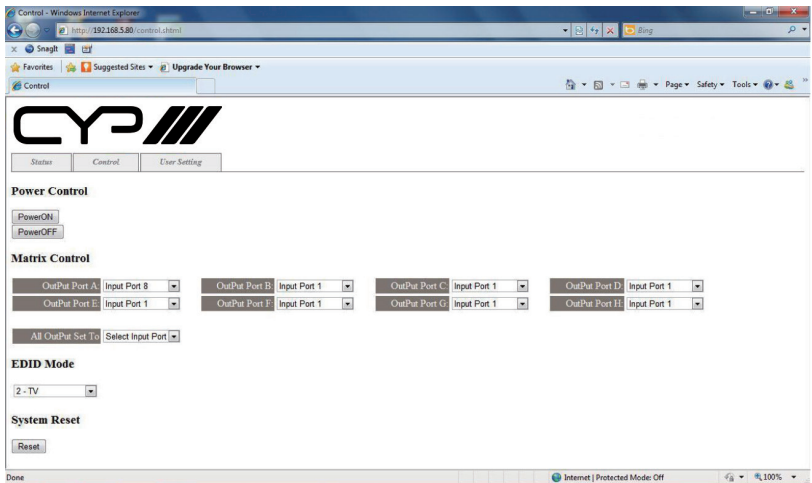 Control - Windows Internet Explorer
http://192.168.5.80/control.shtml
Bing
x SnagIt
Favorites Suggested Sites Upgrade Your Browser
Control
Page Safety Tools
CYP
Status Control User Setting
Power Control
PowerON
PowerOFF
Matrix Control
OutPut Port A: Input Port 8 OutPut Port B: Input Port 1 OutPut Port C: Input Port 1 OutPut Port D: Input Port 1
OutPut Port E: Input Port 1 OutPut Port F: Input Port 1 OutPut Port G: Input Port 1 OutPut Port H: Input Port 1
All OutPut Set To Select Input Port
EDID Mode
2 - TV
System Reset
Reset
Done Internet | Protected Mode: Off 100%